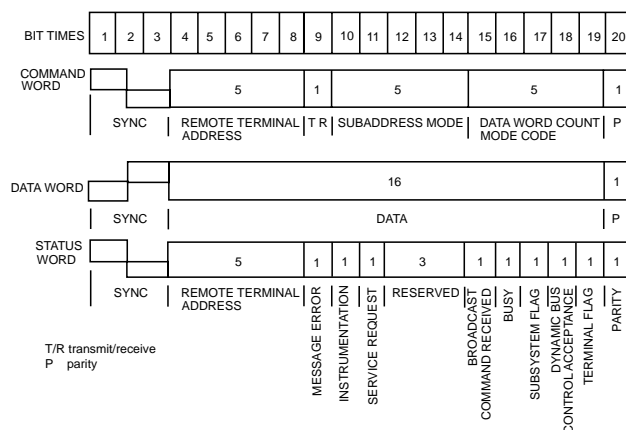 BIT TIMES 1 2 3 4 5 6 7 8 9 10 11 12 13 14 15 16 17 18 19 20
COMMAND
WORD
5 1 5 5 1
SYNC REMOTE TERMINAL
ADDRESS
T R SUBADDRESS MODE DATA WORD COUNT
MODE CODE
P
DATA WORD
16 1
SYNC DATA P
STATUS
WORD
5 1 1 1 3 1 1 1 1 1 1
SYNC REMOTE TERMINAL
ADDRESS
MESSAGE ERROR
INSTRUMENTATION
SERVICE REQUEST
RESERVED
BROADCAST
COMMAND RECEIVED
BUSY
SUBSYSTEM FLAG
DYNAMIC BUS
CONTROL ACCEPTANCE
TERMINAL FLAG
PARITY
T/R transmit/receive
P parity